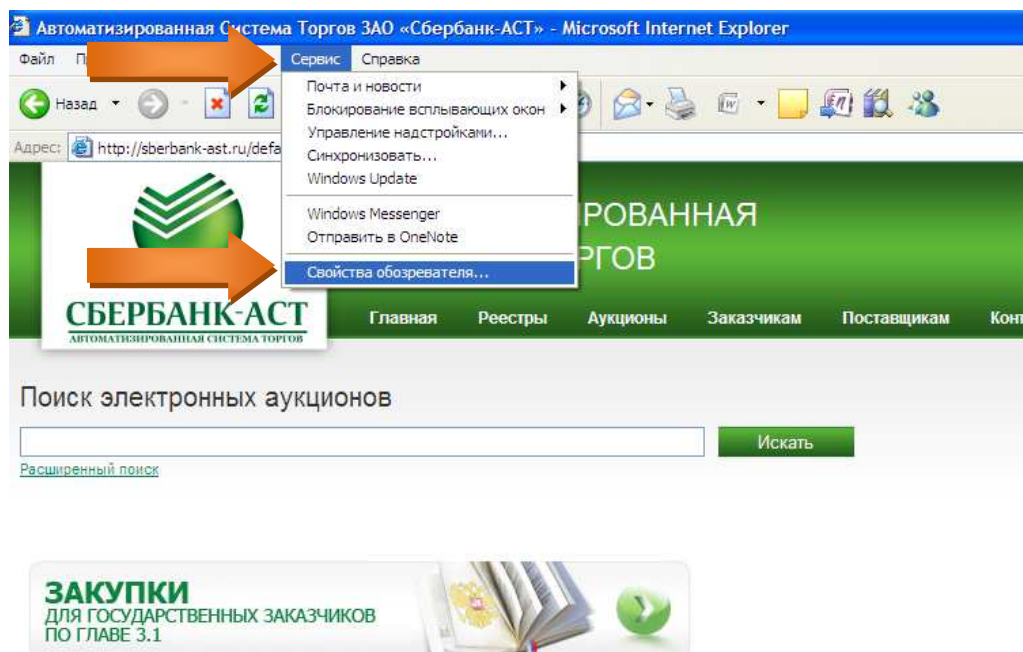 Автоматизированная Система Торгов ЗАО «Сбербанк-АСТ» - Microsoft Internet Explorer
Файл Сервис Справка
Почта и новости
Назад
Блокирование всплывающих окон
Управление надстройками...
Адрес: http://sberbank-ast.ru/defa
Синхронизовать...
Windows Update
Windows Messenger
РОВАННАЯ
Отправить в OneNote
РГОВ
Свойства обозревателя...
СБЕРБАНК-АСТ
АВТОМАТИЗИРОВАННАЯ СИСТЕМА ТОРГОВ
Главная Реестры Аукционы Заказчикам Поставщикам Конт
Поиск электронных аукционов
Искать
Расширенный поиск
ЗАКУПКИ
ДЛЯ ГОСУДАРСТВЕННЫХ ЗАКАЗЧИКОВ
ПО ГЛАВЕ 3.1